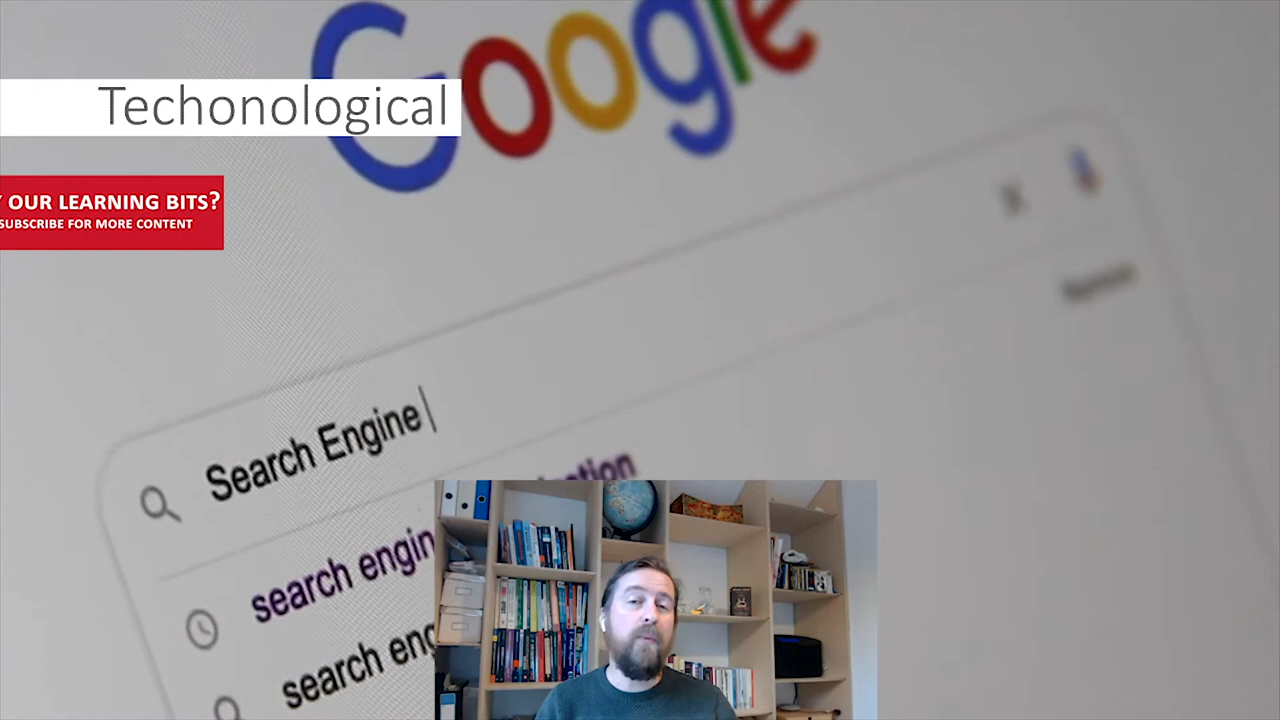 Google
Techonological
OUR LEARNING BITS?
SUBSCRIBE FOR MORE CONTENT
Search Engine
search engin
search eng